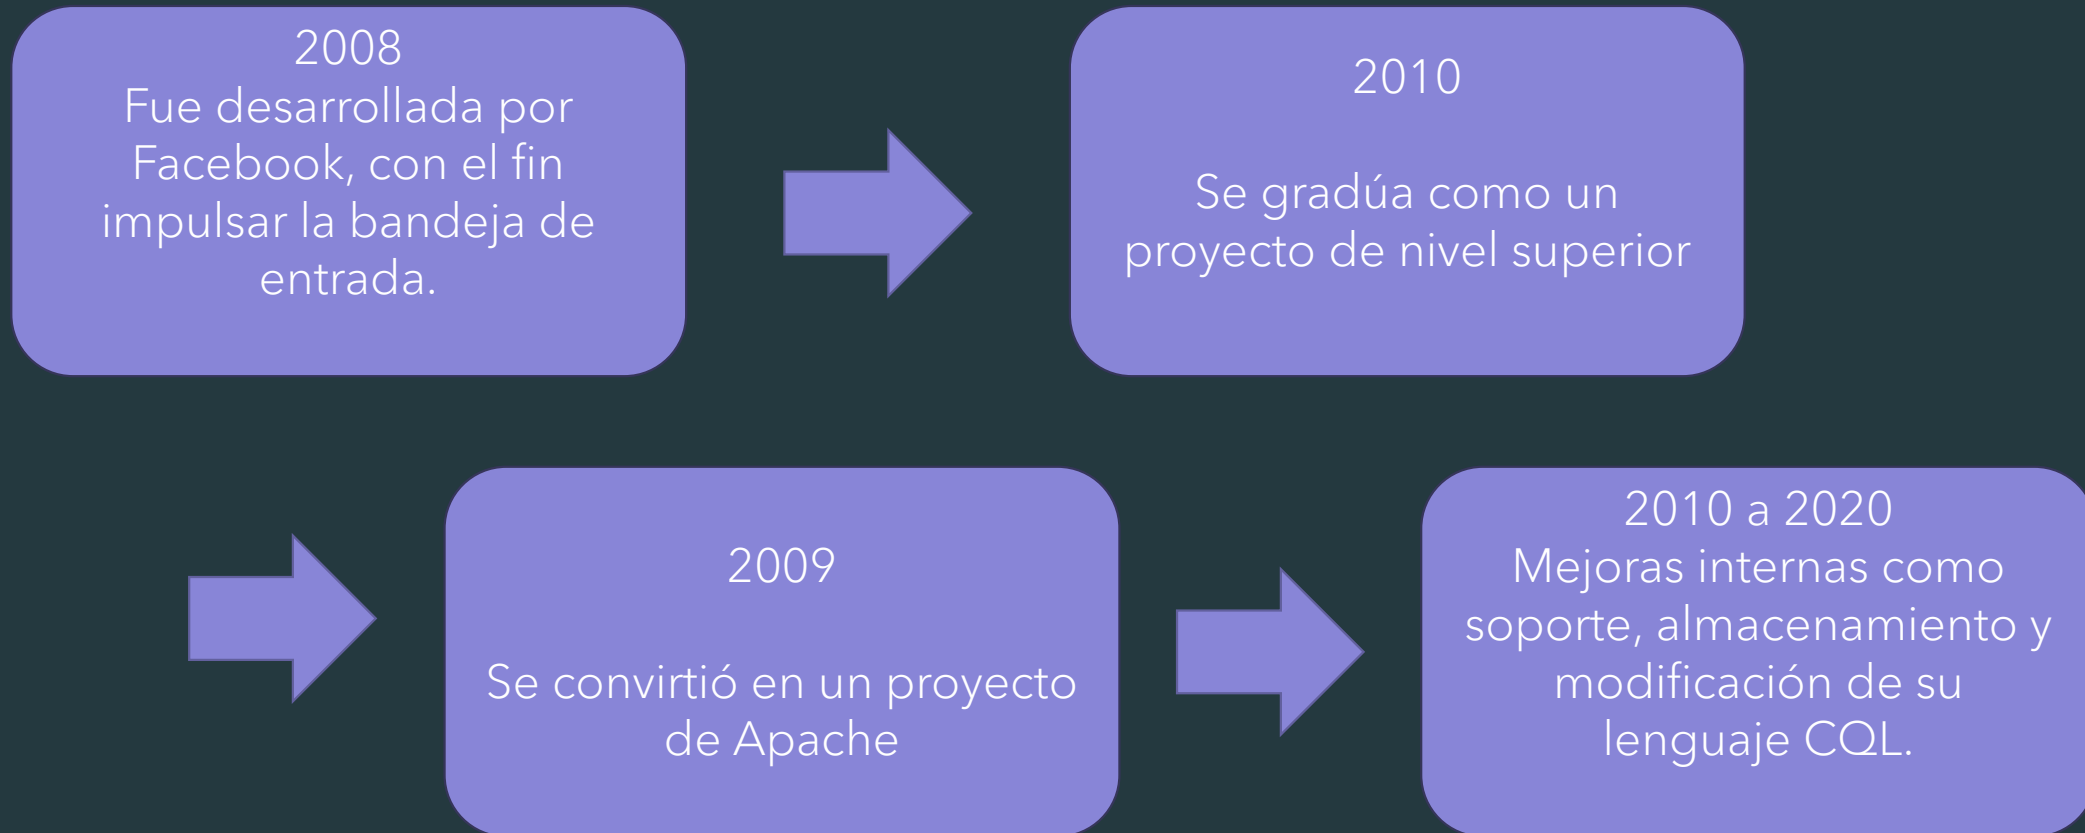 2008
Fue desarrollada por
Facebook, con el fin
impulsar la bandeja de
entrada.
2010
Se gradúa como un
proyecto de nivel superior
2009
Se convirtió en un proyecto
de Apache
2010 a 2020
Mejoras internas como
soporte, almacenamiento y
modificación de su
lenguaje CQL.